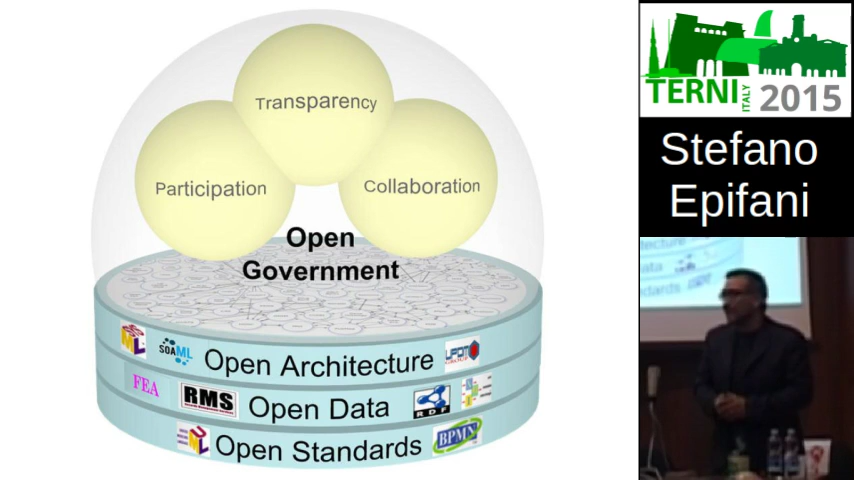 Transparency
Participation
Collaboration
Open
Government
SOAML
Open Architecture
UPDM
FEA
RMS
Open Data
RDF
Open Standards
BPMN
TERNI
ITALY
2015
Stefano
Epifani